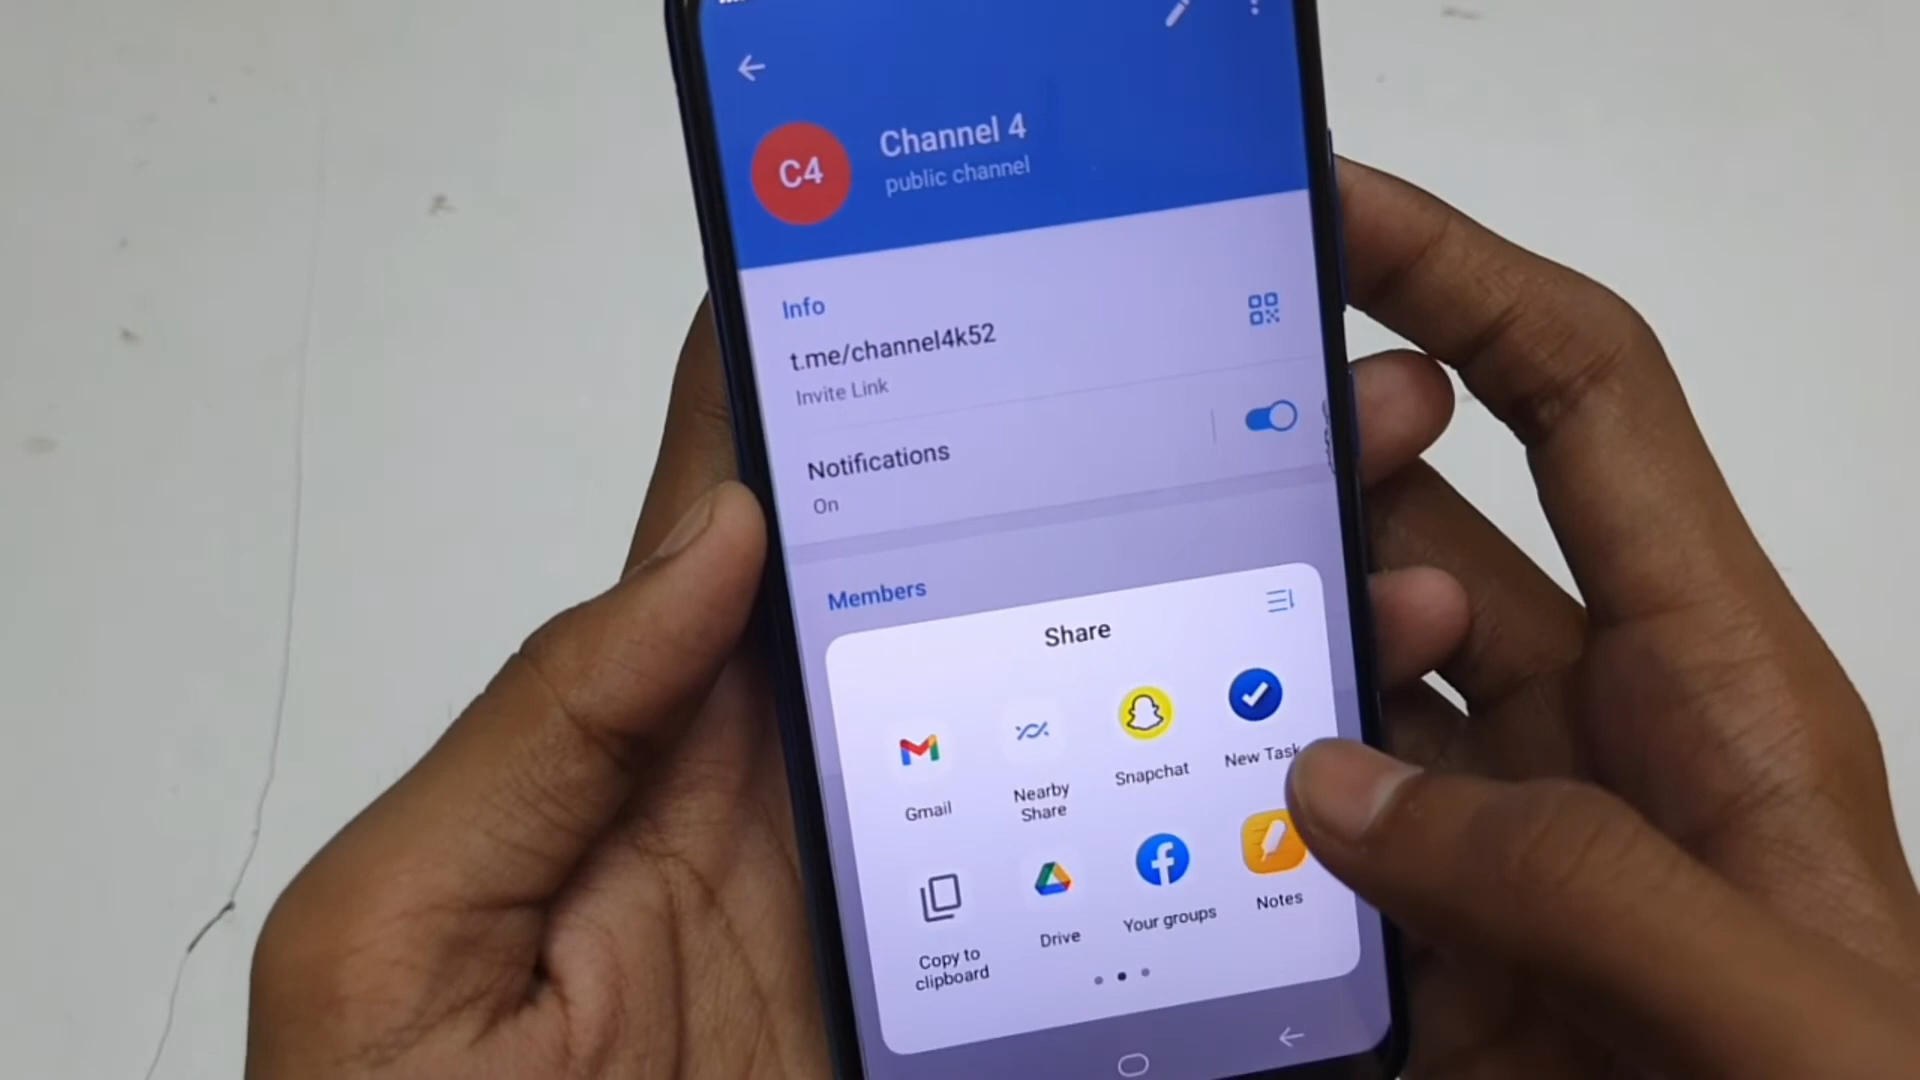 Channel 4
C4
public channel
Info
t.me/channel4k52
Invite Link
Notifications
On
Members
Share
Gmail
Nearby
Share
Snapchat
New Task
Copy to
clipboard
Drive
Your groups
Notes